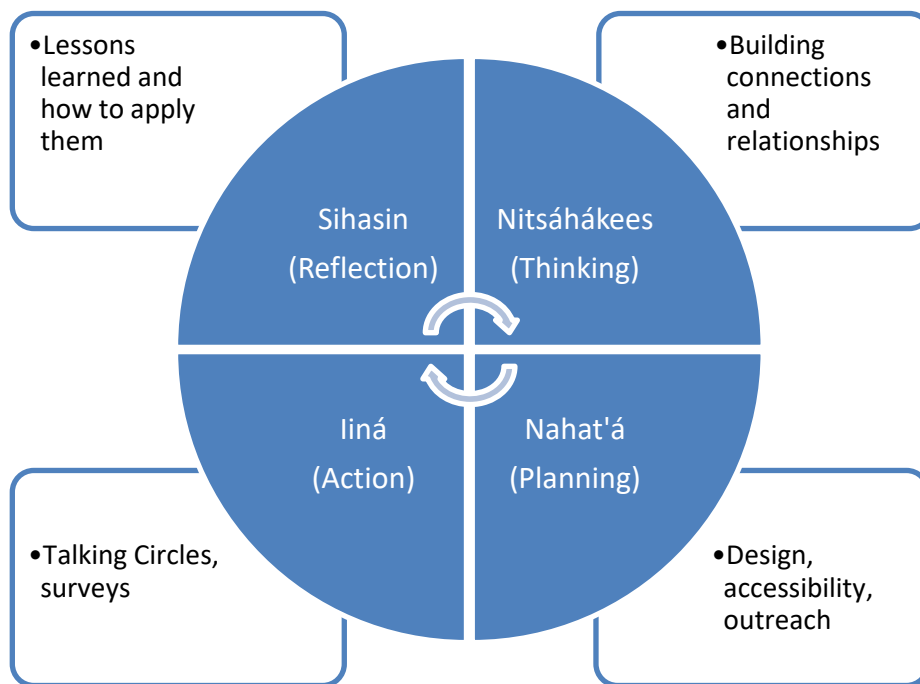 •Lessons
learned and
how to apply
them
•Building
connections
and
relationships
Sihasin
(Reflection)
Nitsáhákees
(Thinking)
Iiná
(Action)
Nahat'á
(Planning)
•Talking Circles,
surveys
•Design,
accessibility,
outreach